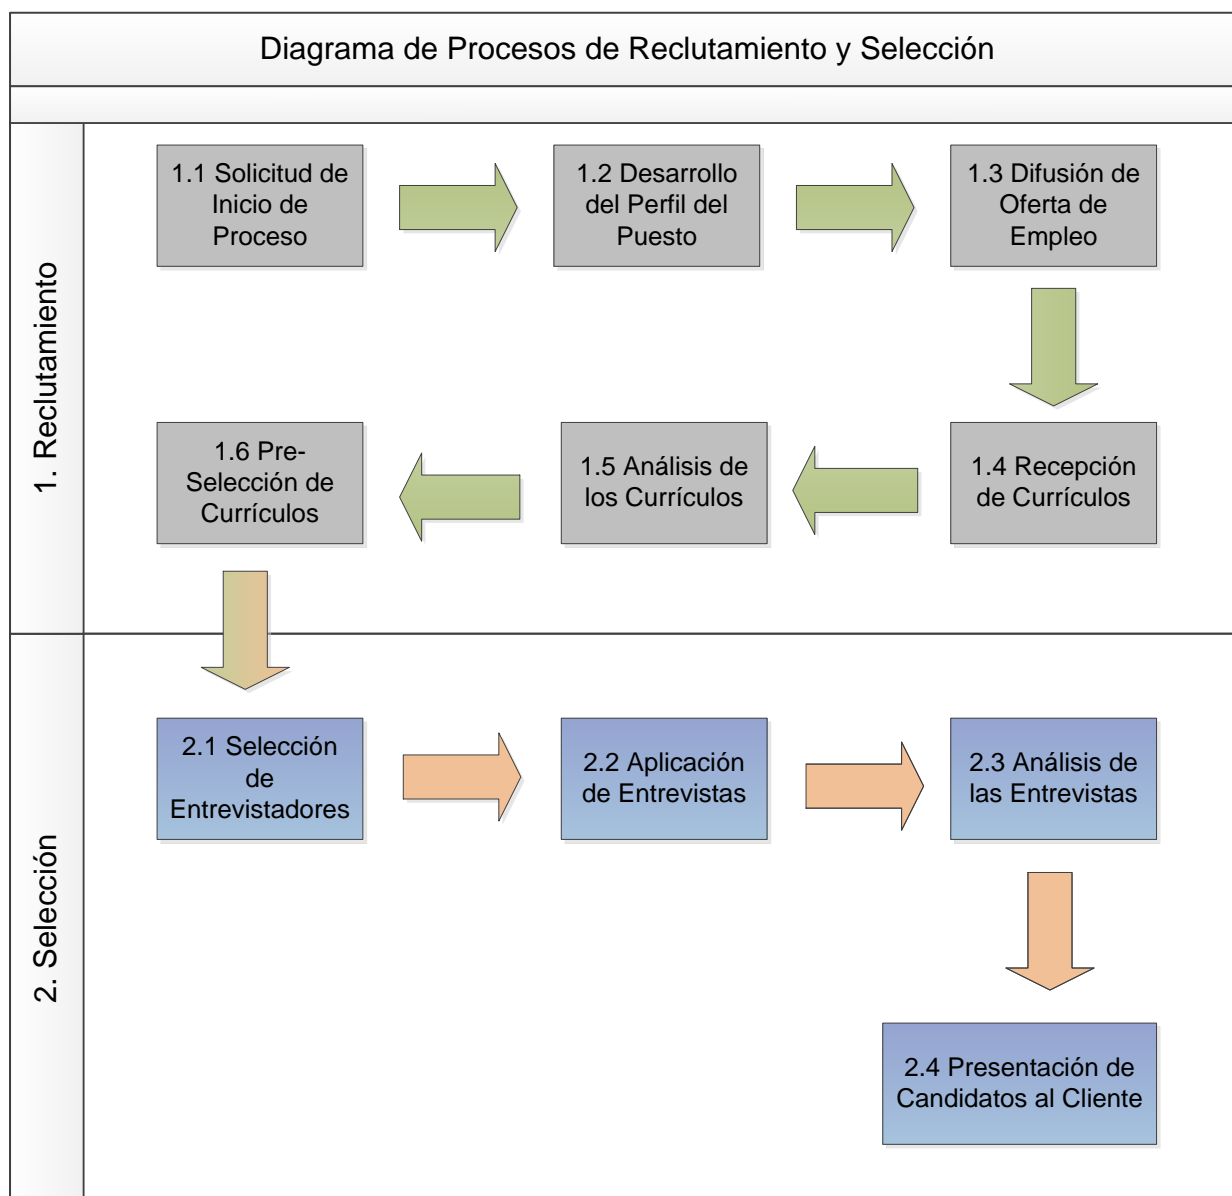 Diagrama de Procesos de Reclutamiento y Selección
1. Reclutamiento
1.1 Solicitud de
Inicio de
Proceso
1.2 Desarrollo
del Perfil del
Puesto
1.3 Difusión de
Oferta de
Empleo
1.4 Recepción
de Currículos
1.5 Análisis de
los Currículos
1.6 Pre-
Selección de
Currículos
2. Selección
2.1 Selección
de
Entrevistadores
2.2 Aplicación
de Entrevistas
2.3 Análisis de
las Entrevistas
2.4 Presentación de
Candidatos al Cliente